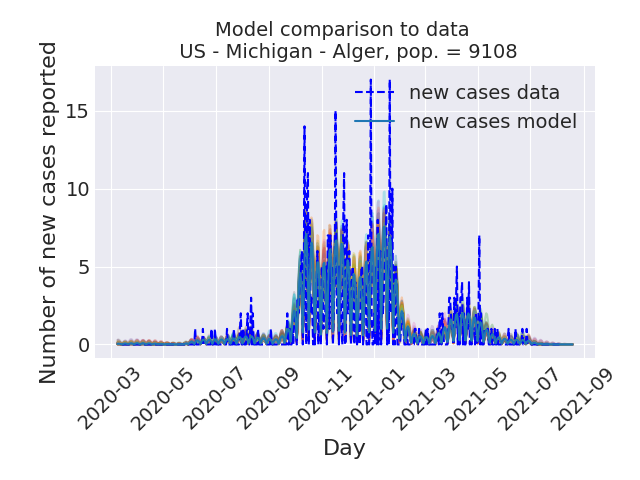 Model comparison to data
US - Michigan - Alger, pop. = 9108
new cases data
new cases model
Number of new cases reported
15
10
5
0
2020-03
2020-05
2020-07
2020-09
2020-11
2021-01
2021-03
2021-05
2021-07
2021-09
Day